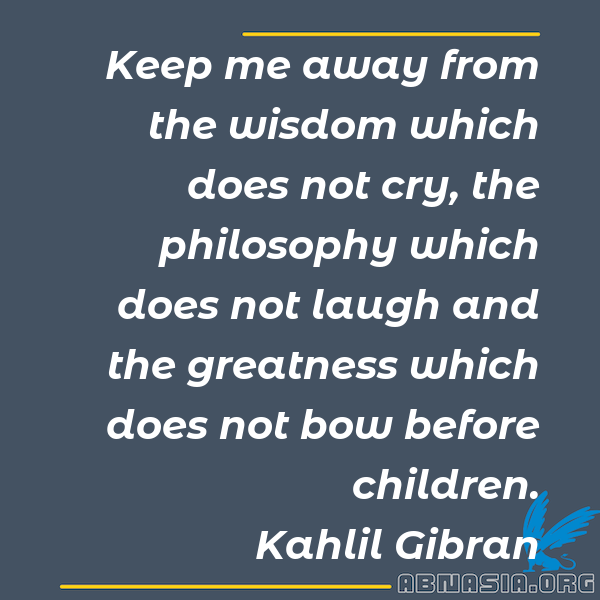 Keep me away from
the wisdom which
does not cry, the
philosophy which
does not laugh and
the greatness which
does not bow before
children.
Kahlil Gibran
ABNASIA.ORG